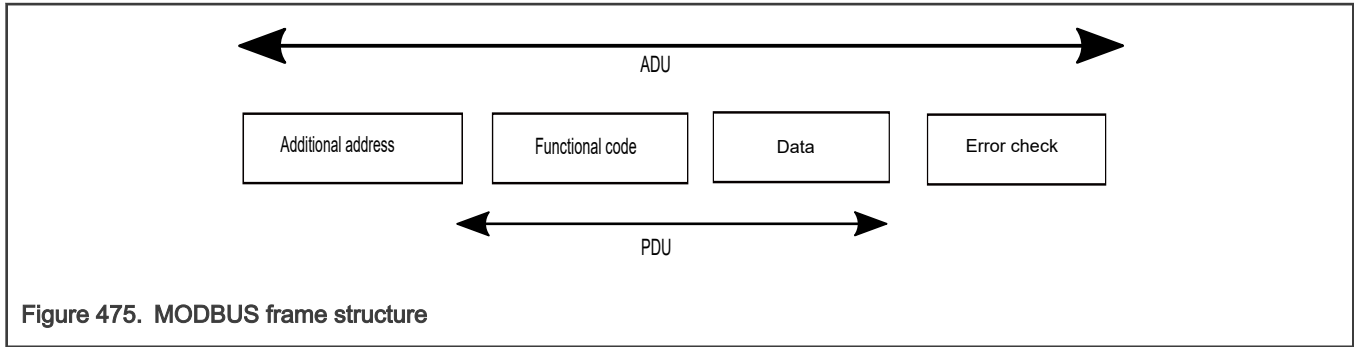 ADU
Additional address
Functional code
Data
Error check
PDU
Figure 475. MODBUS frame structure